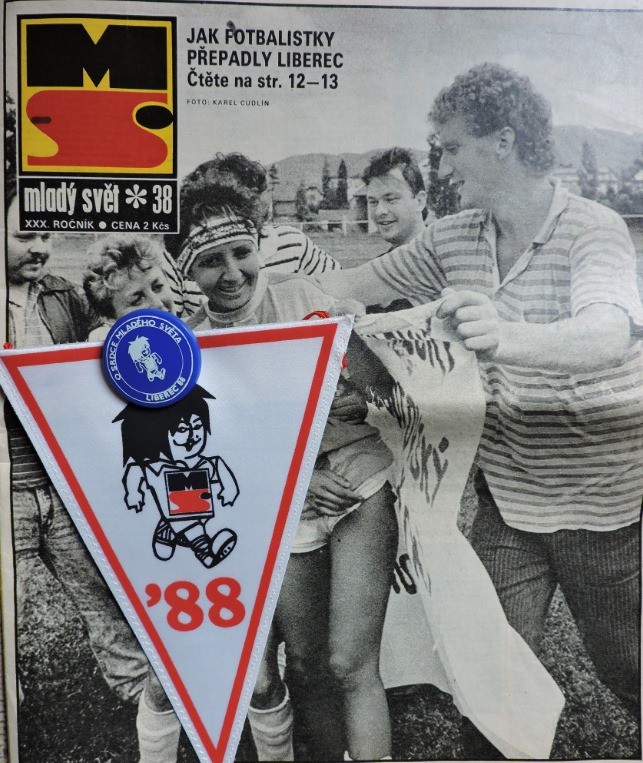 MS
mladý svět * 38
XXX. ROČNÍK ● CENA 2 Kčs
JAK FOTBALISTKY
PŘEPADLY LIBEREC
Čtěte na str. 12—13
FOTO: KAREL CUDLÍN
O SRDCE MLADÉHO SVĚTA
LIBEREC 88
MS
'88